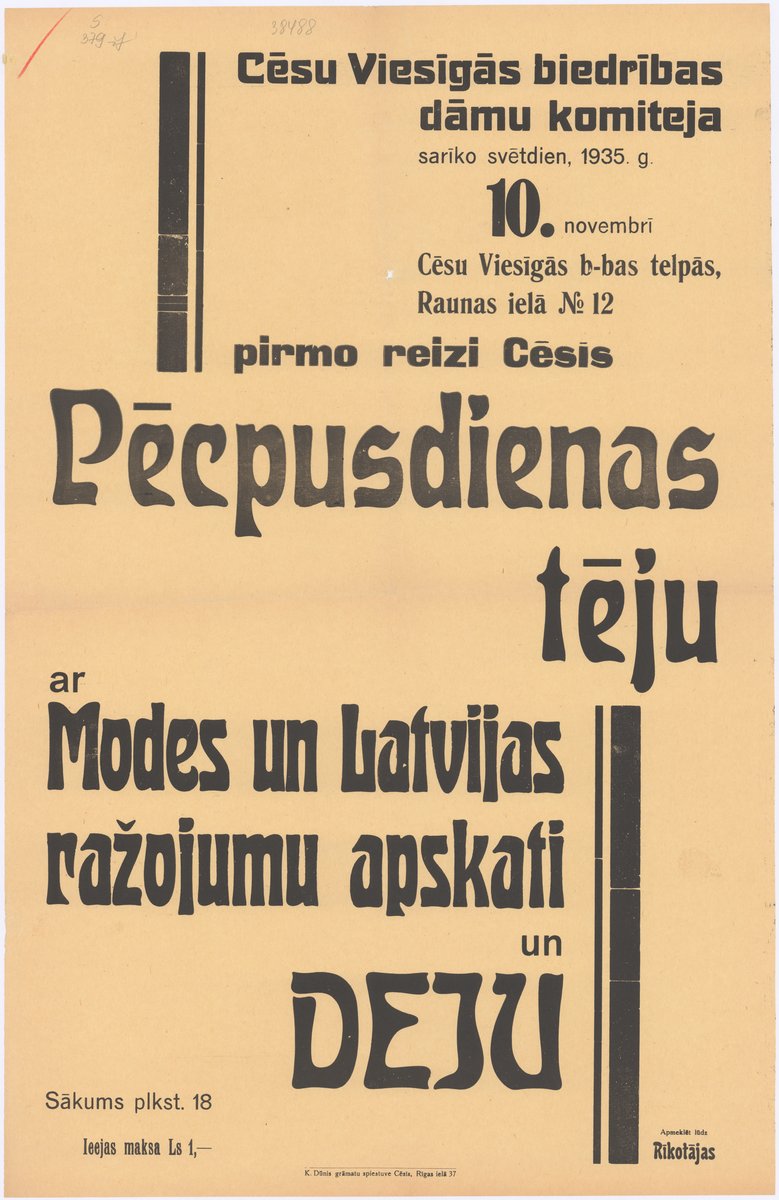 5
379
38488
Cēsu Viesīgās biedrības
dāmu komiteja
sarīko svētdien, 1935. g.
10. novembrī
Cēsu Viesīgās b-bas telpās,
Raunas ielā № 12
pirmo reizi Cēsīs
Pēcpusdienas
tēju
ar
Modes un Latvijas
ražojumu apskati
un
DEJU
Sākums plkst. 18
Ieejas maksa Ls 1,—
Apmeklēt lūdz
Rīkotājas
K. Dūnis grāmatu spiestuve Cēsīs, Rīgas ielā 37